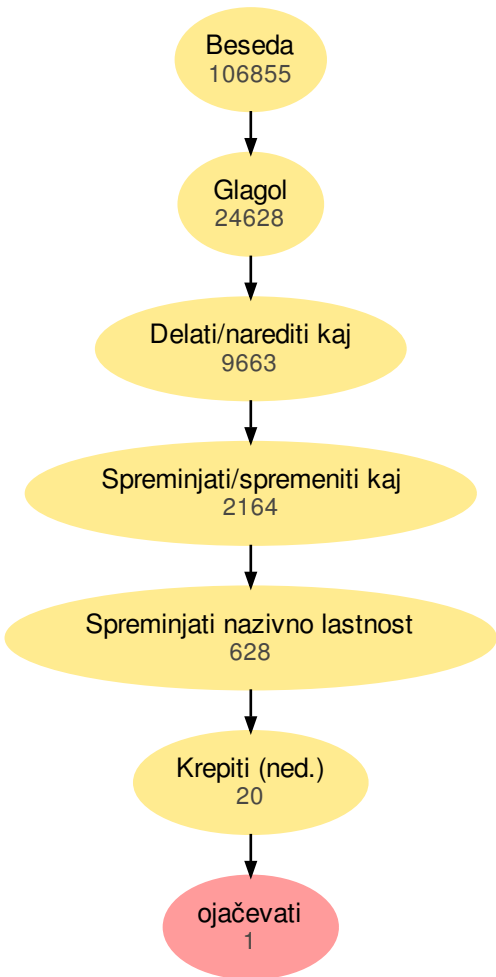 Beseda
106855
Glagol
24628
Delati/narediti kaj
9663
Spreminjati/spremeniti kaj
2164
Spreminjati nazivno lastnost
628
Krepiti (ned.)
20
ojačevati
1